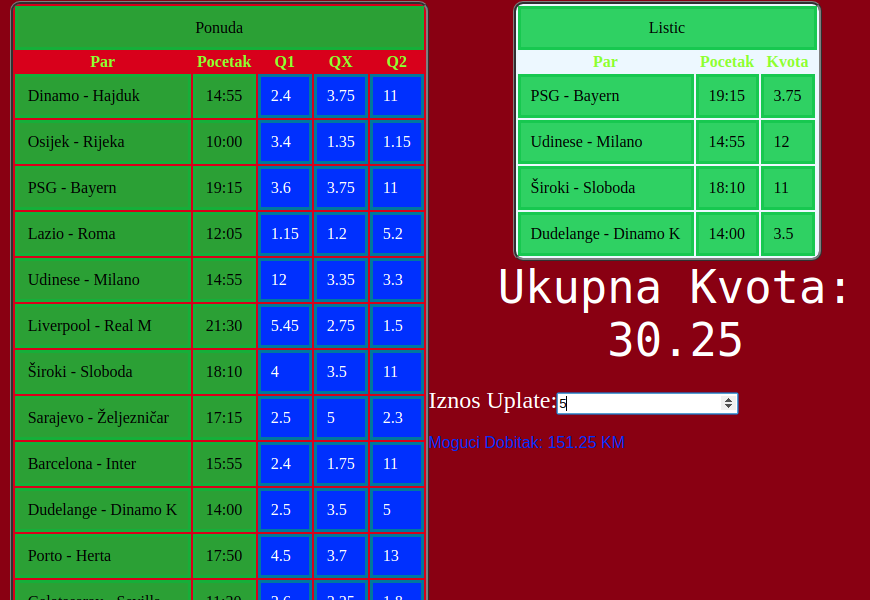 Ponuda
Par Pocetak Q1 QX Q2
Dinamo - Hajduk 14:55 2.4 3.75 11
Osijek - Rijeka 10:00 3.4 1.35 1.15
PSG - Bayern 19:15 3.6 3.75 11
Lazio - Roma 12:05 1.15 1.2 5.2
Udinese - Milano 14:55 12 3.35 3.3
Liverpool - Real M 21:30 5.45 2.75 1.5
Široki - Sloboda 18:10 4 3.5 11
Sarajevo - Željezničar 17:15 2.5 5 2.3
Barcelona - Inter 15:55 2.4 1.75 11
Dudelange - Dinamo K 14:00 2.5 3.5 5
Porto - Herta 17:50 4.5 3.7 13
Listic
Par Pocetak Kvota
PSG - Bayern 19:15 3.75
Udinese - Milano 14:55 12
Široki - Sloboda 18:10 11
Dudelange - Dinamo K 14:00 3.5
Ukupna Kvota:
30.25
Iznos Uplate: 5
Moguci Dobitak: 151.25 KM